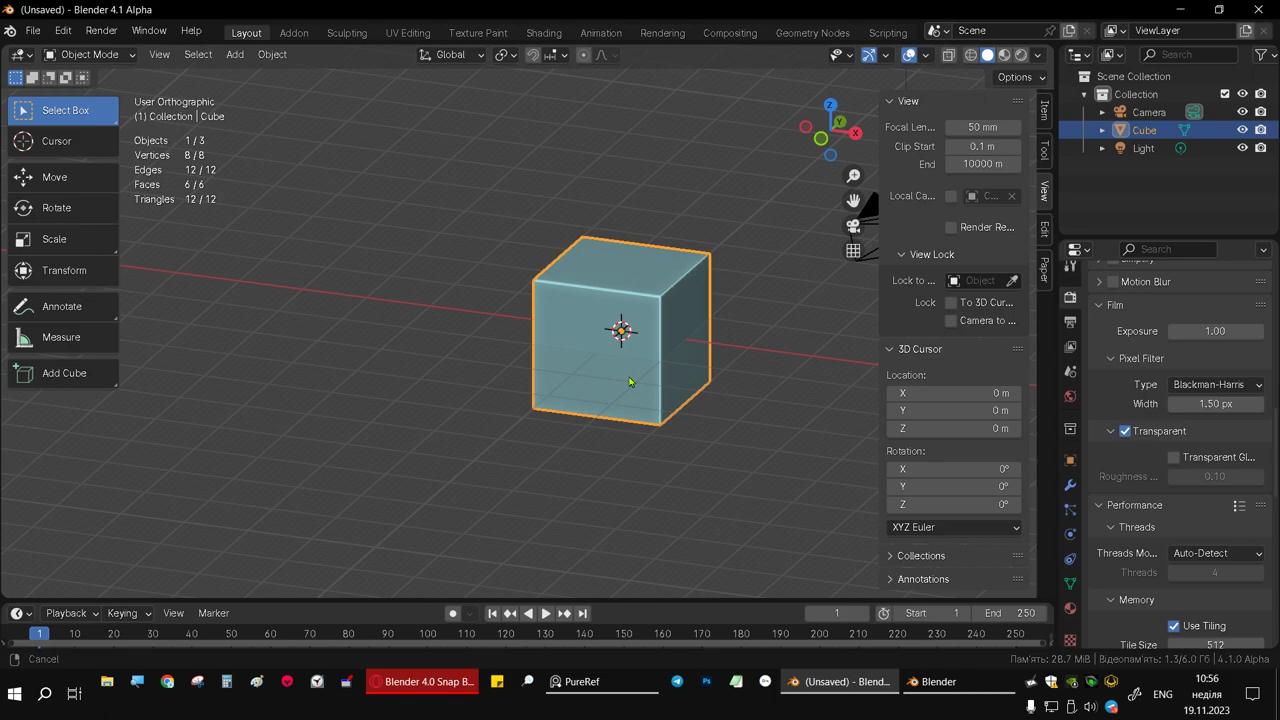 (Unsaved) - Blender 4.1 Alpha
File Edit Render Window Help Layout Addon Sculpting UV Editing Texture Paint Shading Animation Rendering Compositing Geometry Nodes Scripting Scene ViewLayer
Object Mode View Select Add Object Global Search
Options
Select Box
Cursor
Move
Rotate
Scale
Transform
Annotate
Measure
Add Cube
User Orthographic
(1) Collection | Cube
Objects 1 / 3
Vertices 8 / 8
Edges 12 / 12
Faces 6 / 6
Triangles 12 / 12
Z
Y
X
View
Focal Len... 50 mm
Clip Start 0.1 m
End 10000 m
Local Ca... C...
Render Re...
View Lock
Lock to ... Object
Lock To 3D Cur...
Camera to ...
3D Cursor
Location:
X 0 m
Y 0 m
Z 0 m
Rotation:
X 0°
Y 0°
Z 0°
XYZ Euler
Collections
Annotations
Item
Tool
View
Edit
Paper
Scene Collection
Collection
Camera
Cube
Light
Search
Motion Blur
Film
Exposure 1.00
Pixel Filter
Type Blackman-Harris
Width 1.50 px
Transparent
Transparent Gl...
Roughness 0.10
Performance
Threads
Threads Mo... Auto-Detect
Threads 4
Memory
Use Tiling
Tile Size 512
Playback Keying View Marker 1 Start 1 End 250
1 10 20 30 40 50 60 70 80 90 100 110 120 130 140 150 160 170 180 190 200 210 220 230 240 250
Cancel Пам'ять: 28.7 MiB | Відеопам'ять: 1.3/6.0 Гб | 4.1.0 Alpha
Blender 4.0 Snap B... PureRef (Unsaved) - Blend... Blender
ENG
10:56
неділя
19.11.2023